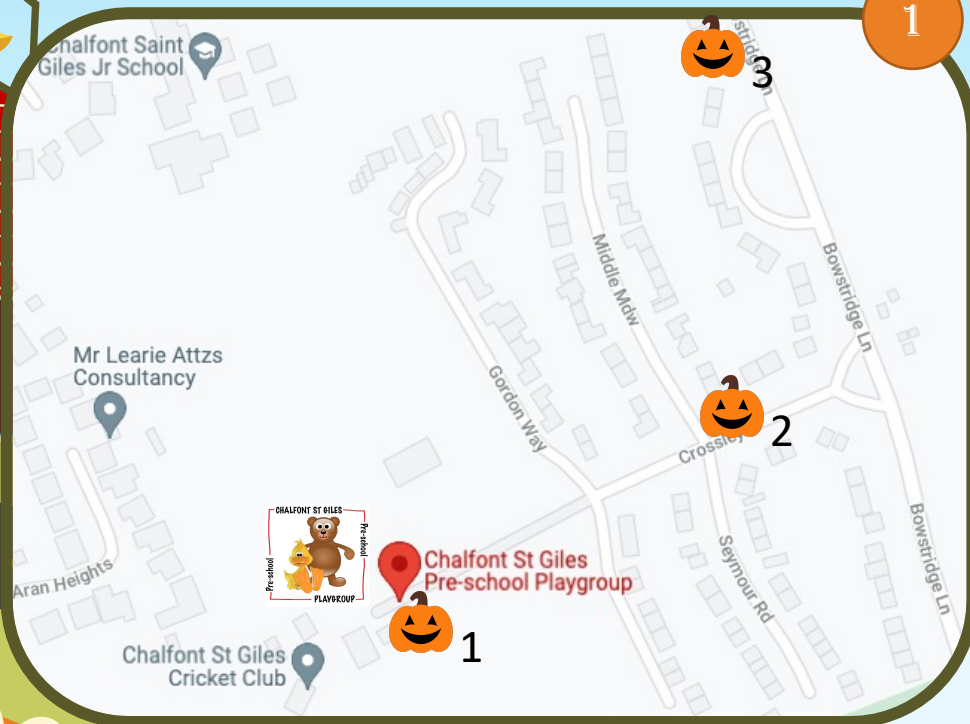 1
Chalfont Saint
Giles Jr School
3
Bowstridge Ln
Middle Mdw
Mr Learie Attzs
Consultancy
Gordon Way
2
CHALFONT ST GILES
Pre-school
Pre-school
PLAYGROUP
Chalfont St Giles
Pre-school Playgroup
Seymour Rd
Bowstridge Ln
Aran Heights
1
Chalfont St Giles
Cricket Club